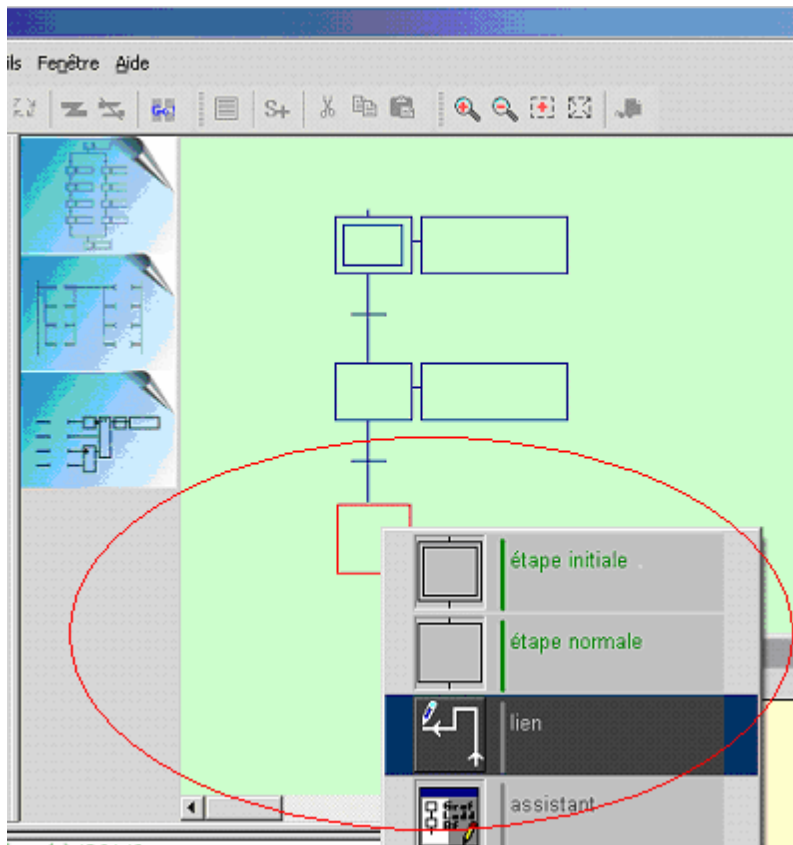 ils Fenêtre Aide
S+
étape initiale
étape normale
lien
assistant